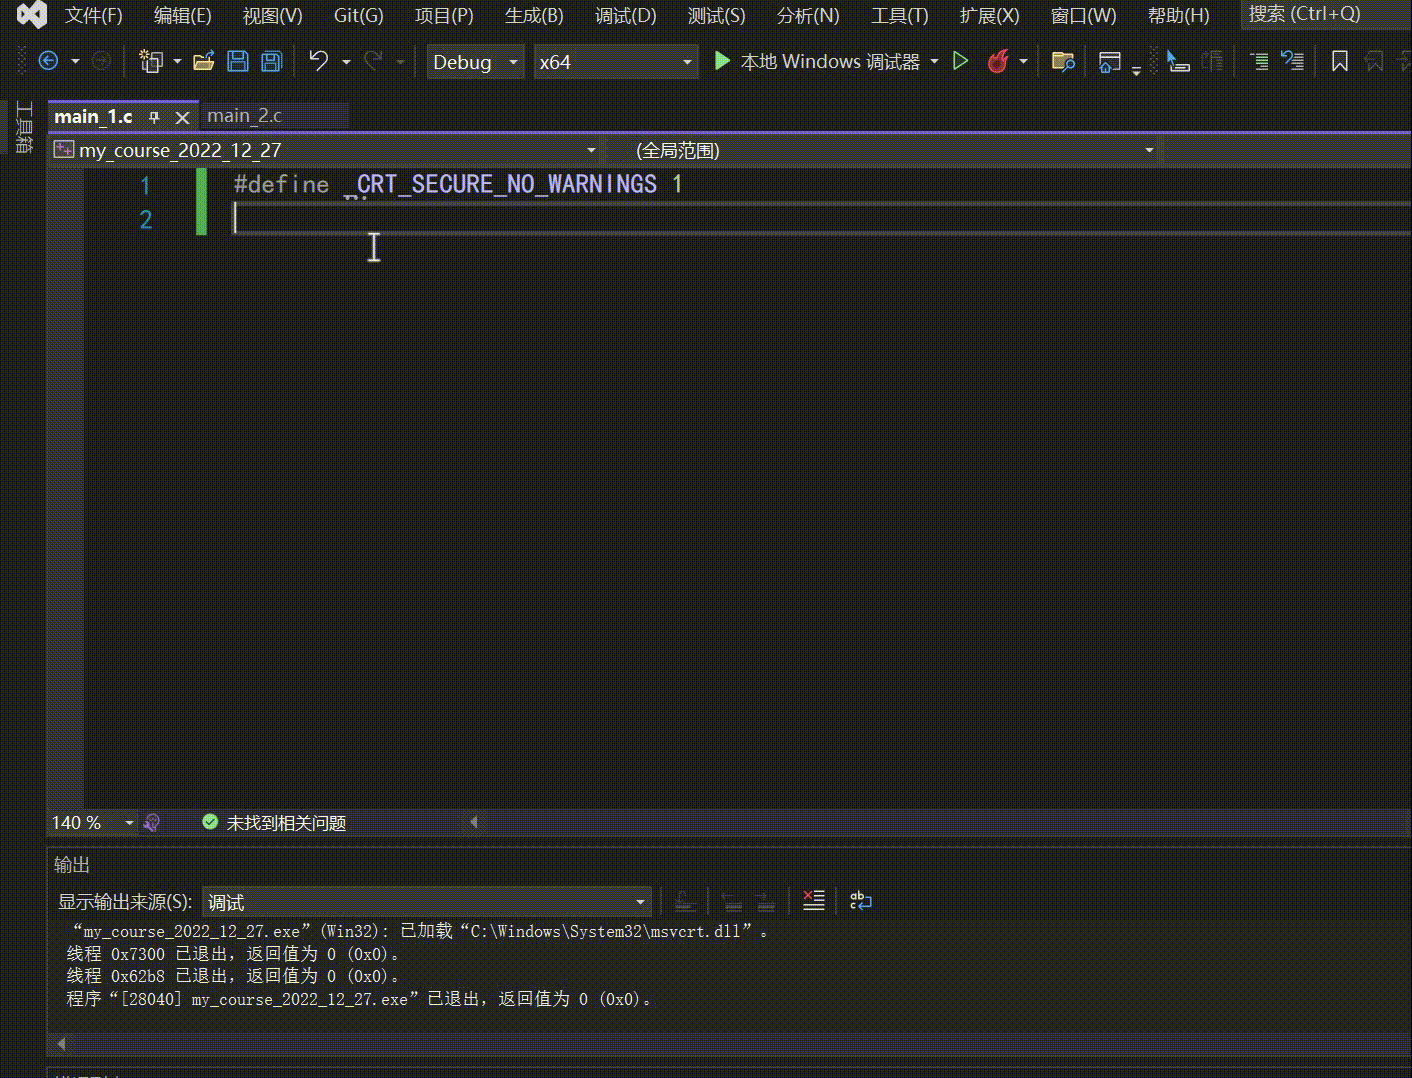 文件(F) 编辑(E) 视图(V) Git(G) 项目(P) 生成(B) 调试(D) 测试(S) 分析(N) 工具(T) 扩展(X) 窗口(W) 帮助(H) 搜索 (Ctrl+Q)
Debug x64 本地 Windows 调试器
工具箱
main_1.c main_2.c
my_course_2022_12_27 (全局范围)
1 #define _CRT_SECURE_NO_WARNINGS 1
2
140 % 未找到相关问题
输出
显示输出来源(S): 调试
“my_course_2022_12_27.exe”(Win32): 已加载“C:\Windows\System32\msvcrt.dll”。
线程 0x7300 已退出，返回值为 0 (0x0)。
线程 0x62b8 已退出，返回值为 0 (0x0)。
程序“[28040] my_course_2022_12_27.exe”已退出，返回值为 0 (0x0)。